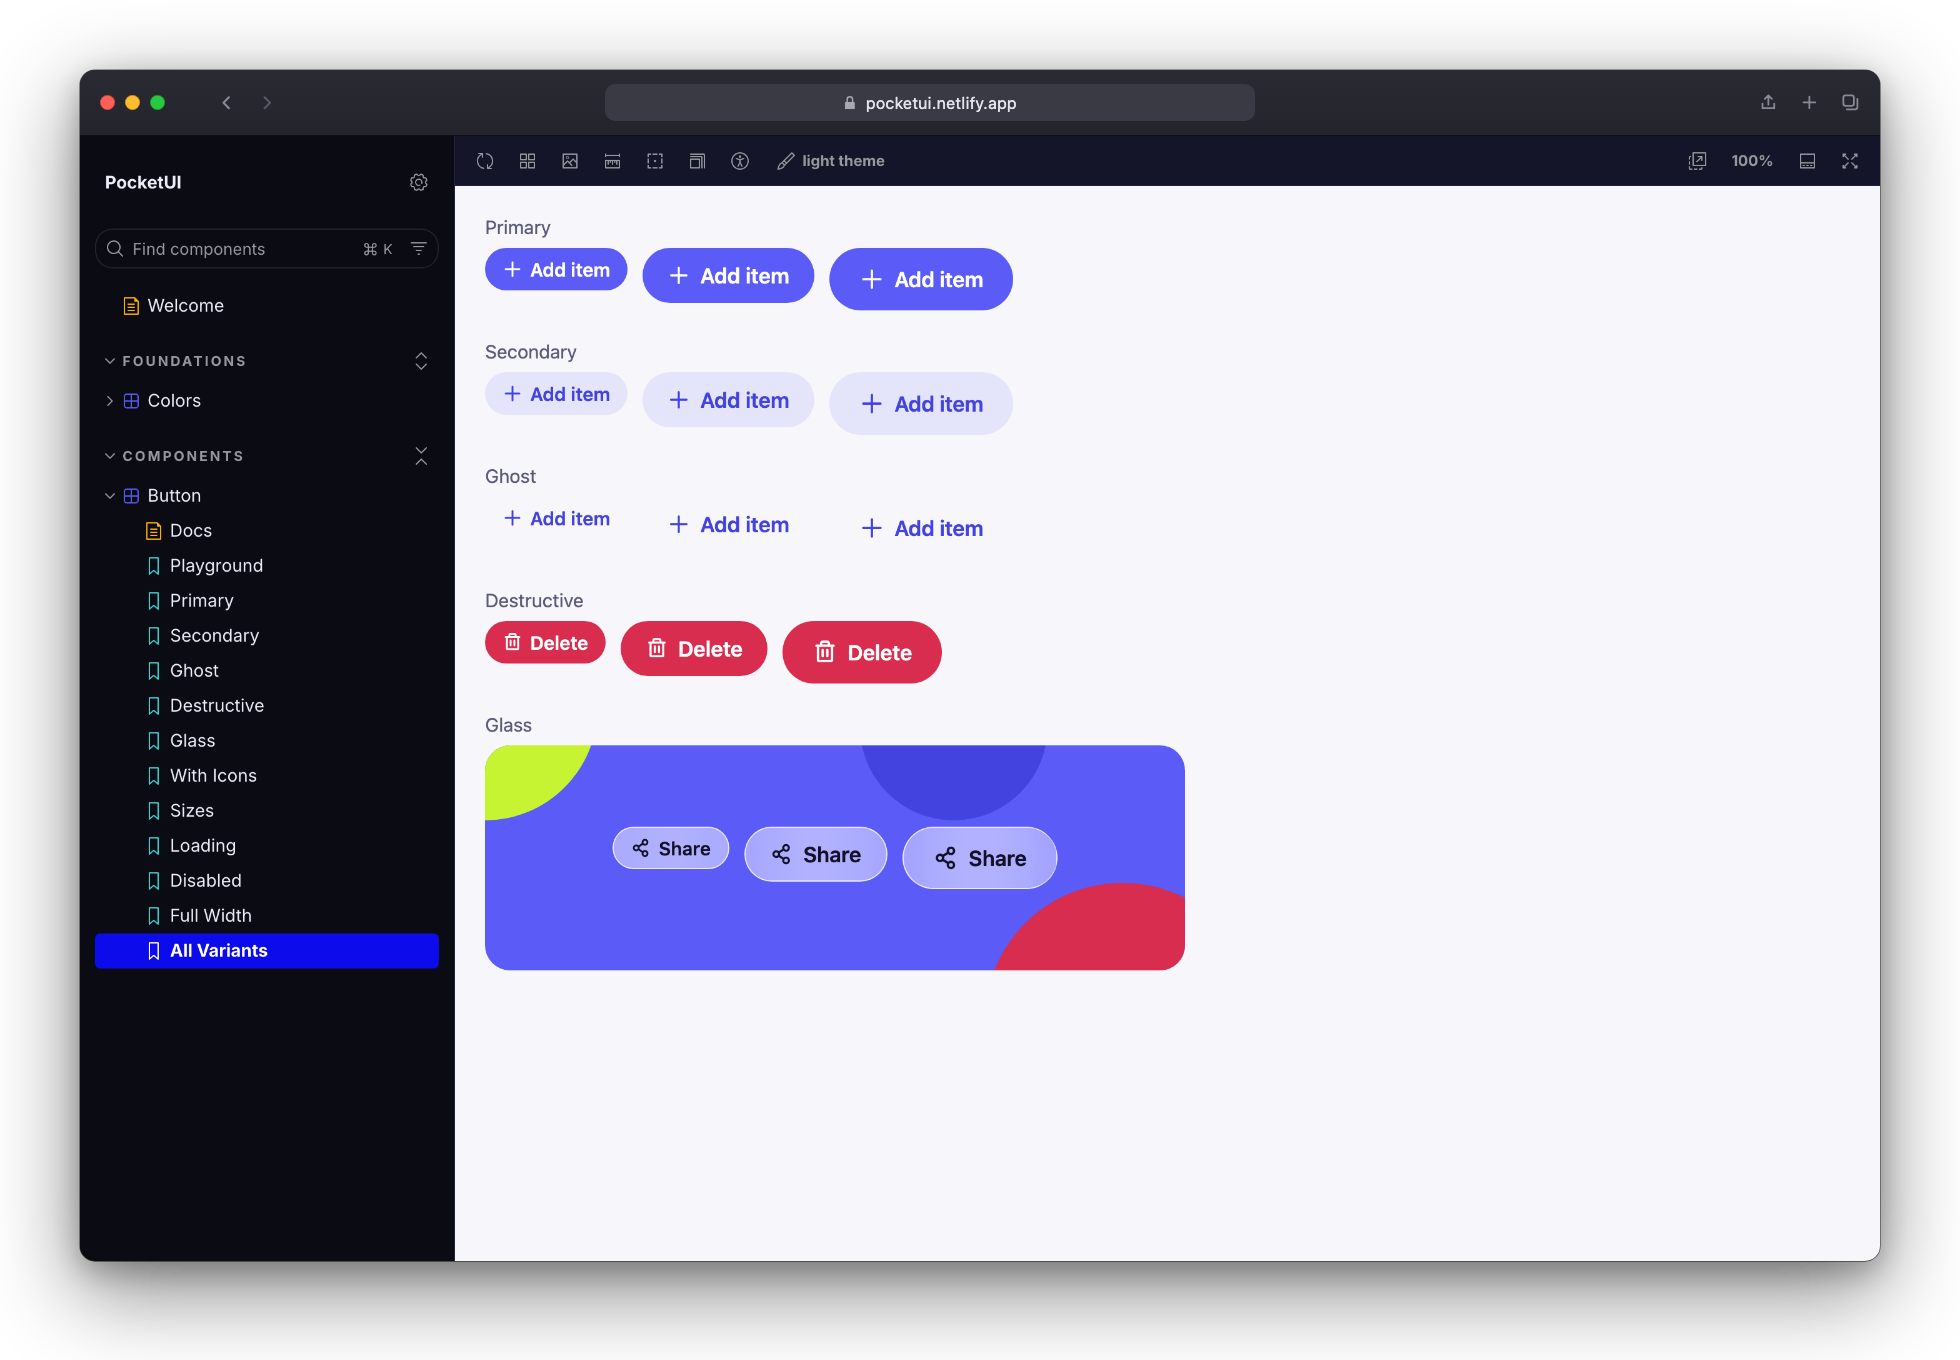 pocketui.netlify.app
PocketUI
light theme
100%
Find components
⌘ K
Welcome
FOUNDATIONS
Colors
COMPONENTS
Button
Docs
Playground
Primary
Secondary
Ghost
Destructive
Glass
With Icons
Sizes
Loading
Disabled
Full Width
All Variants
Primary
Add item Add item Add item
Secondary
Add item Add item Add item
Ghost
Add item Add item Add item
Destructive
Delete Delete Delete
Glass
Share Share Share